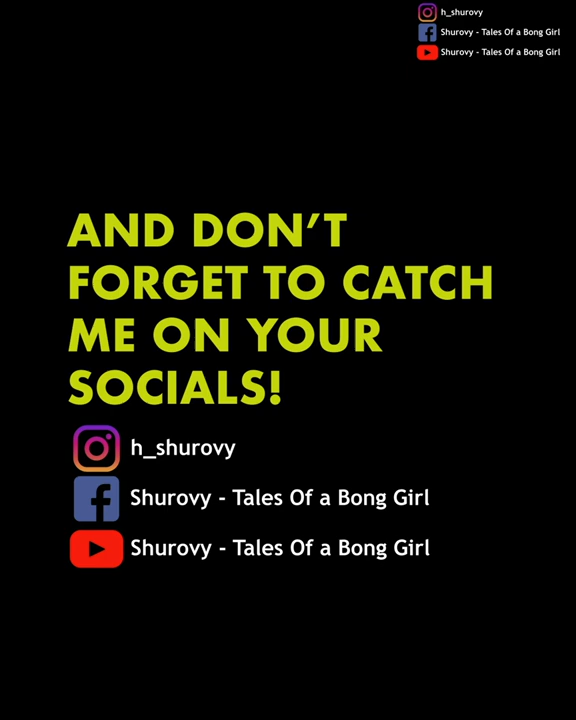 h_shurovy
Shurovy - Tales Of a Bong Girl
Shurovy - Tales Of a Bong Girl
AND DON’T
FORGET TO CATCH
ME ON YOUR
SOCIALS!
h_shurovy
Shurovy - Tales Of a Bong Girl
Shurovy - Tales Of a Bong Girl